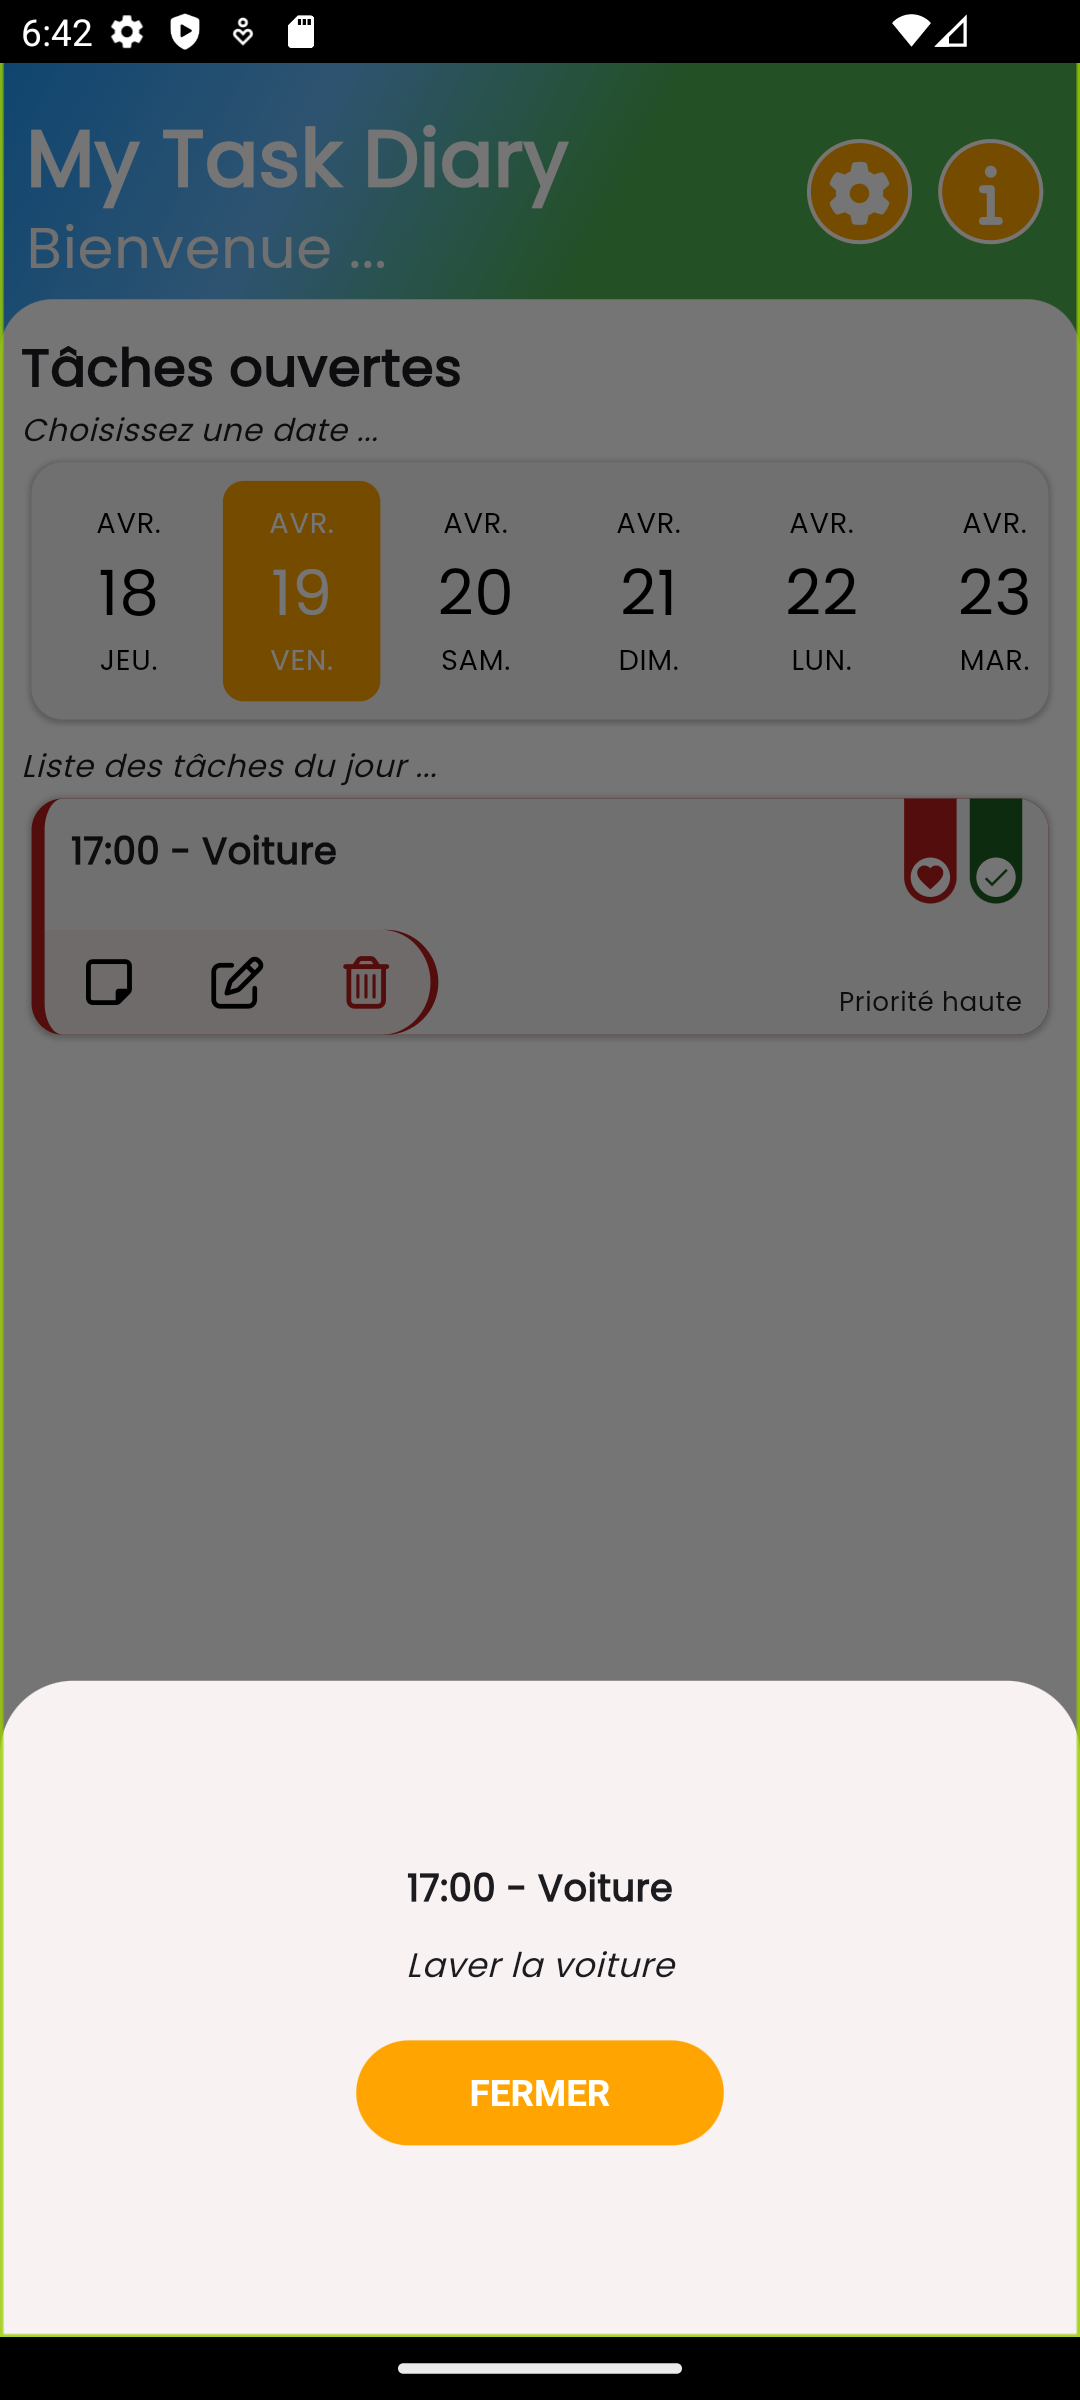 6:42
My Task Diary
Bienvenue ...
Tâches ouvertes
Choisissez une date ...
AVR. AVR. AVR. AVR. AVR. AVR.
18 19 20 21 22 23
JEU. VEN. SAM. DIM. LUN. MAR.
Liste des tâches du jour ...
17:00 - Voiture
Priorité haute
17:00 - Voiture
Laver la voiture
FERMER